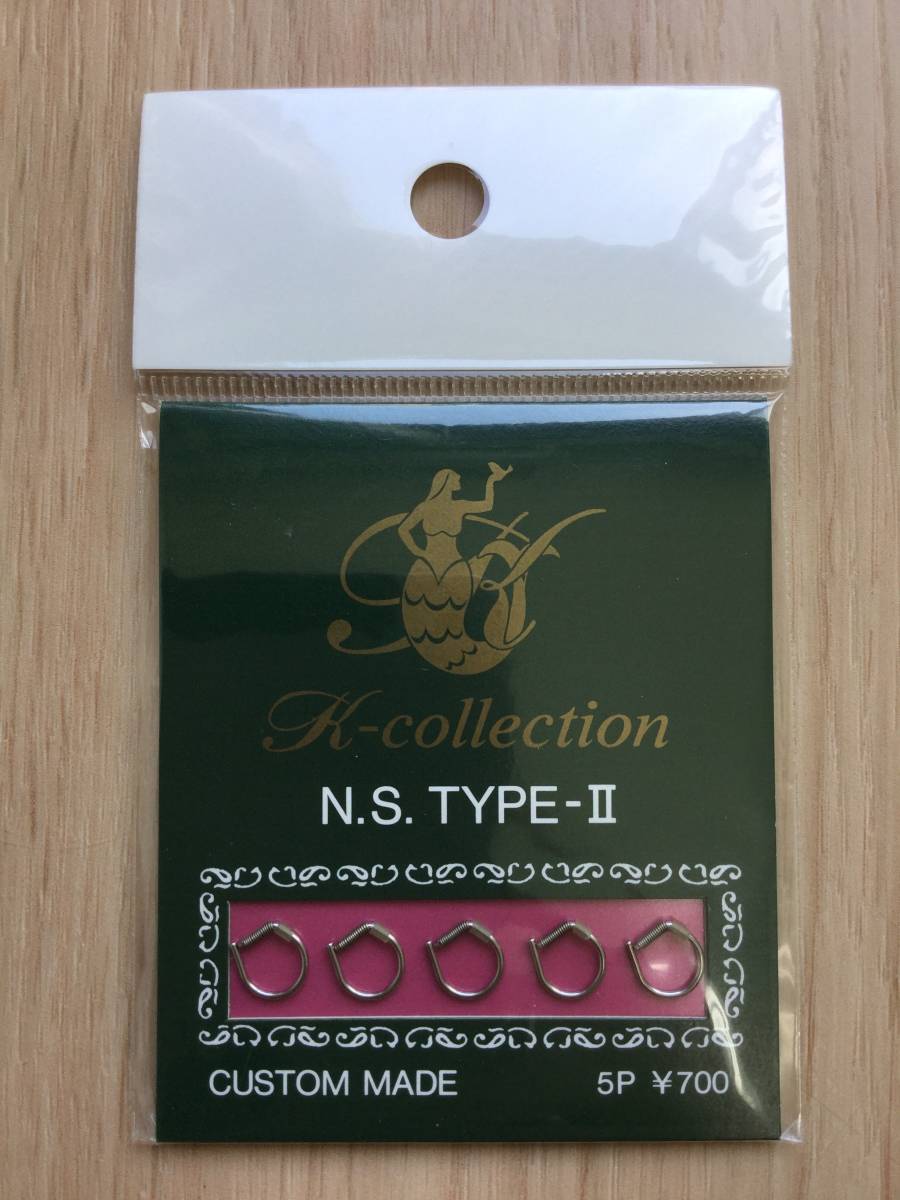 K-collection
N.S. TYPE-II
CUSTOM MADE 5P ¥700